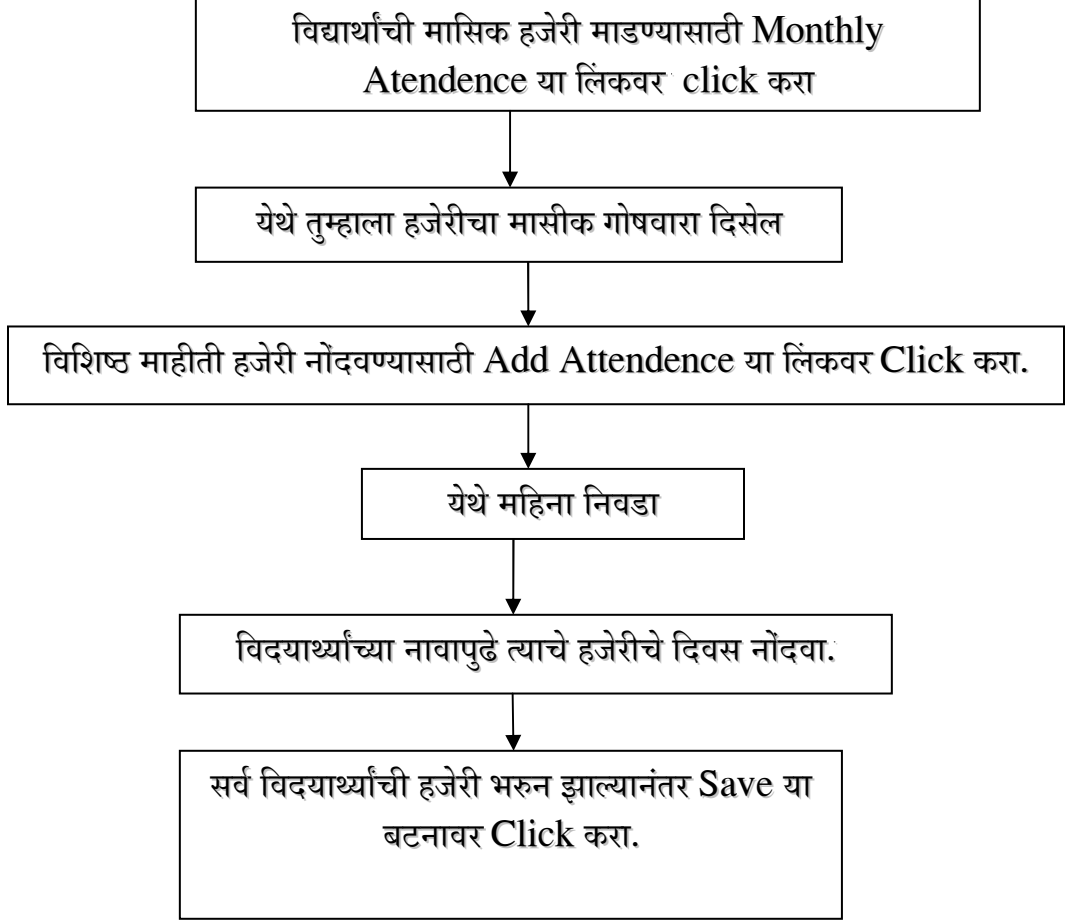 विद्यार्थांची मासिक हजेरी माडण्यासाठी Monthly
Atendence या लिंकवर click करा
येथे तुम्हाला हजेरीचा मासीक गोषवारा दिसेल
विशिष्ठ माहीती हजेरी नोंदवण्यासाठी Add Attendence या लिंकवर Click करा.
येथे महिना निवडा
विदयार्थ्यांच्या नावापुढे त्याचे हजेरीचे दिवस नोंदवा.
सर्व विदयार्थ्यांची हजेरी भरुन झाल्यानंतर Save या
बटनावर Click करा.